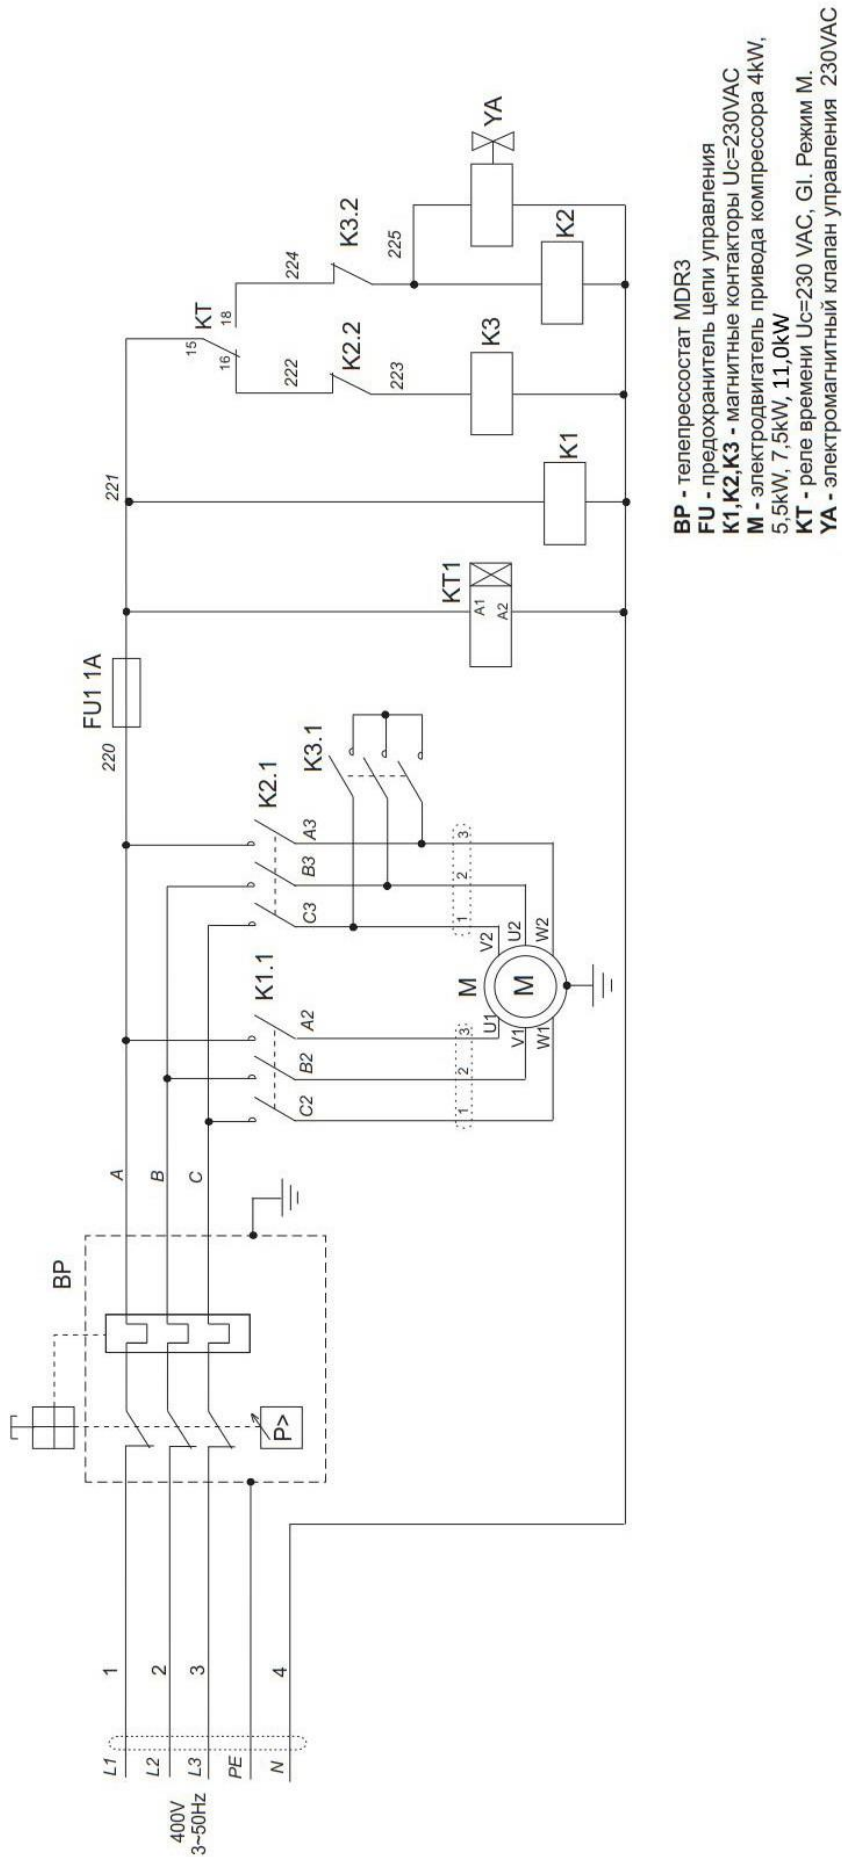 400V
3~50Hz
L1
L2
L3
PE
N
1
2
3
4
BP
P>
A
B
C
K1.1
C2
B2
A2
K2.1
C3
B3
A3
K3.1
1
2
3
1
2
3
M
M
U1
V1
W1
V2
U2
W2
220
FU1 1A
KT1
A1
A2
221
K1
KT
15
16
18
222
K2.2
223
K3
224
K3.2
225
K2
YA
BP - телепрессостат MDR3
FU - предохранитель цепи управления
K1,K2,K3 - магнитные контакторы Uc=230VAC
M - электродвигатель привода компрессора 4kW,
5,5kW, 7,5kW, 11,0kW
KT - реле времени Uc=230 VAC, GI. Режим М.
YA - электромагнитный клапан управления 230VAC